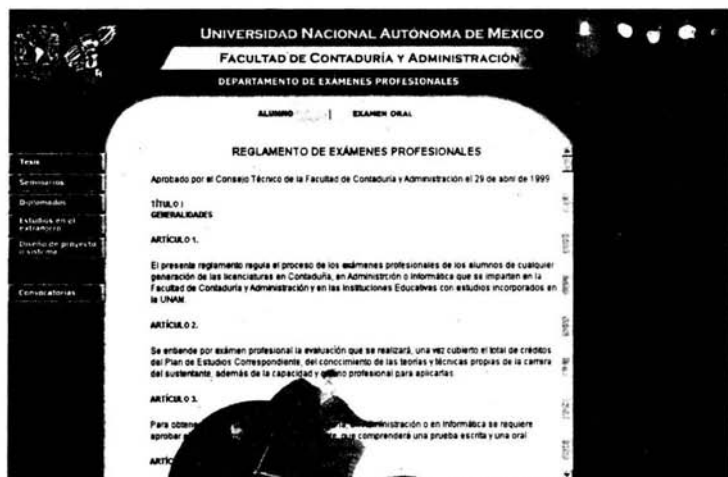 UNIVERSIDAD NACIONAL AUTÓNOMA DE MEXICO
FACULTAD DE CONTADURÍA Y ADMINISTRACIÓN
DEPARTAMENTO DE EXÁMENES PROFESIONALES
ALUMNO | EXAMEN ORAL
Tesis
Seminarios
Diplomados
Estudios en el
extranjero
Diseño de proyecto
o sistema
Convocatorias
REGLAMENTO DE EXÁMENES PROFESIONALES
Aprobado por el Consejo Técnico de la Facultad de Contaduría y Administración el 29 de abril de 1999
TÍTULO I
GENERALIDADES
ARTÍCULO 1.
El presente reglamento regula el proceso de los exámenes profesionales de los alumnos de cualquier
generación de las licenciaturas en Contaduría, en Administración o Informática que se imparten en la
Facultad de Contaduría y Administración y en las Instituciones Educativas con estudios incorporados en
la UNAM.
ARTÍCULO 2.
Se entiende por exámen profesional la evaluación que se realizará, una vez cubierto el total de créditos
del Plan de Estudios Correspondiente, del conocimiento de las teorías y técnicas propias de la carrera
del sustentante, además de la capacidad y profesional para aplicarlas
ARTÍCULO 3.
Para Administración o en Informática se requiere
aprobar que comprenderá una prueba escrita y una oral